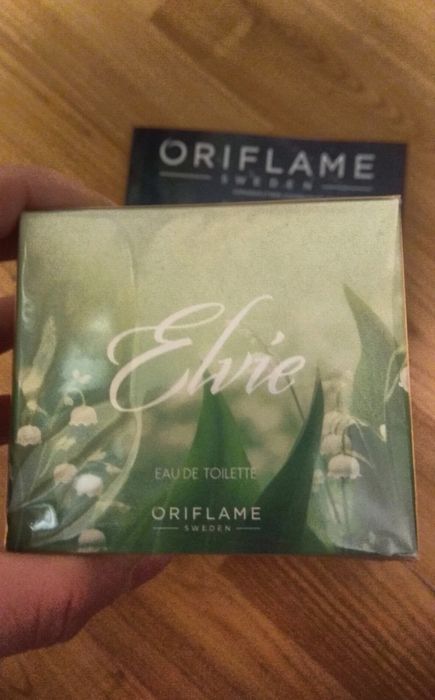 ORIFLAME
SWEDEN
Elvie
EAU DE TOILETTE
ORIFLAME
SWEDEN